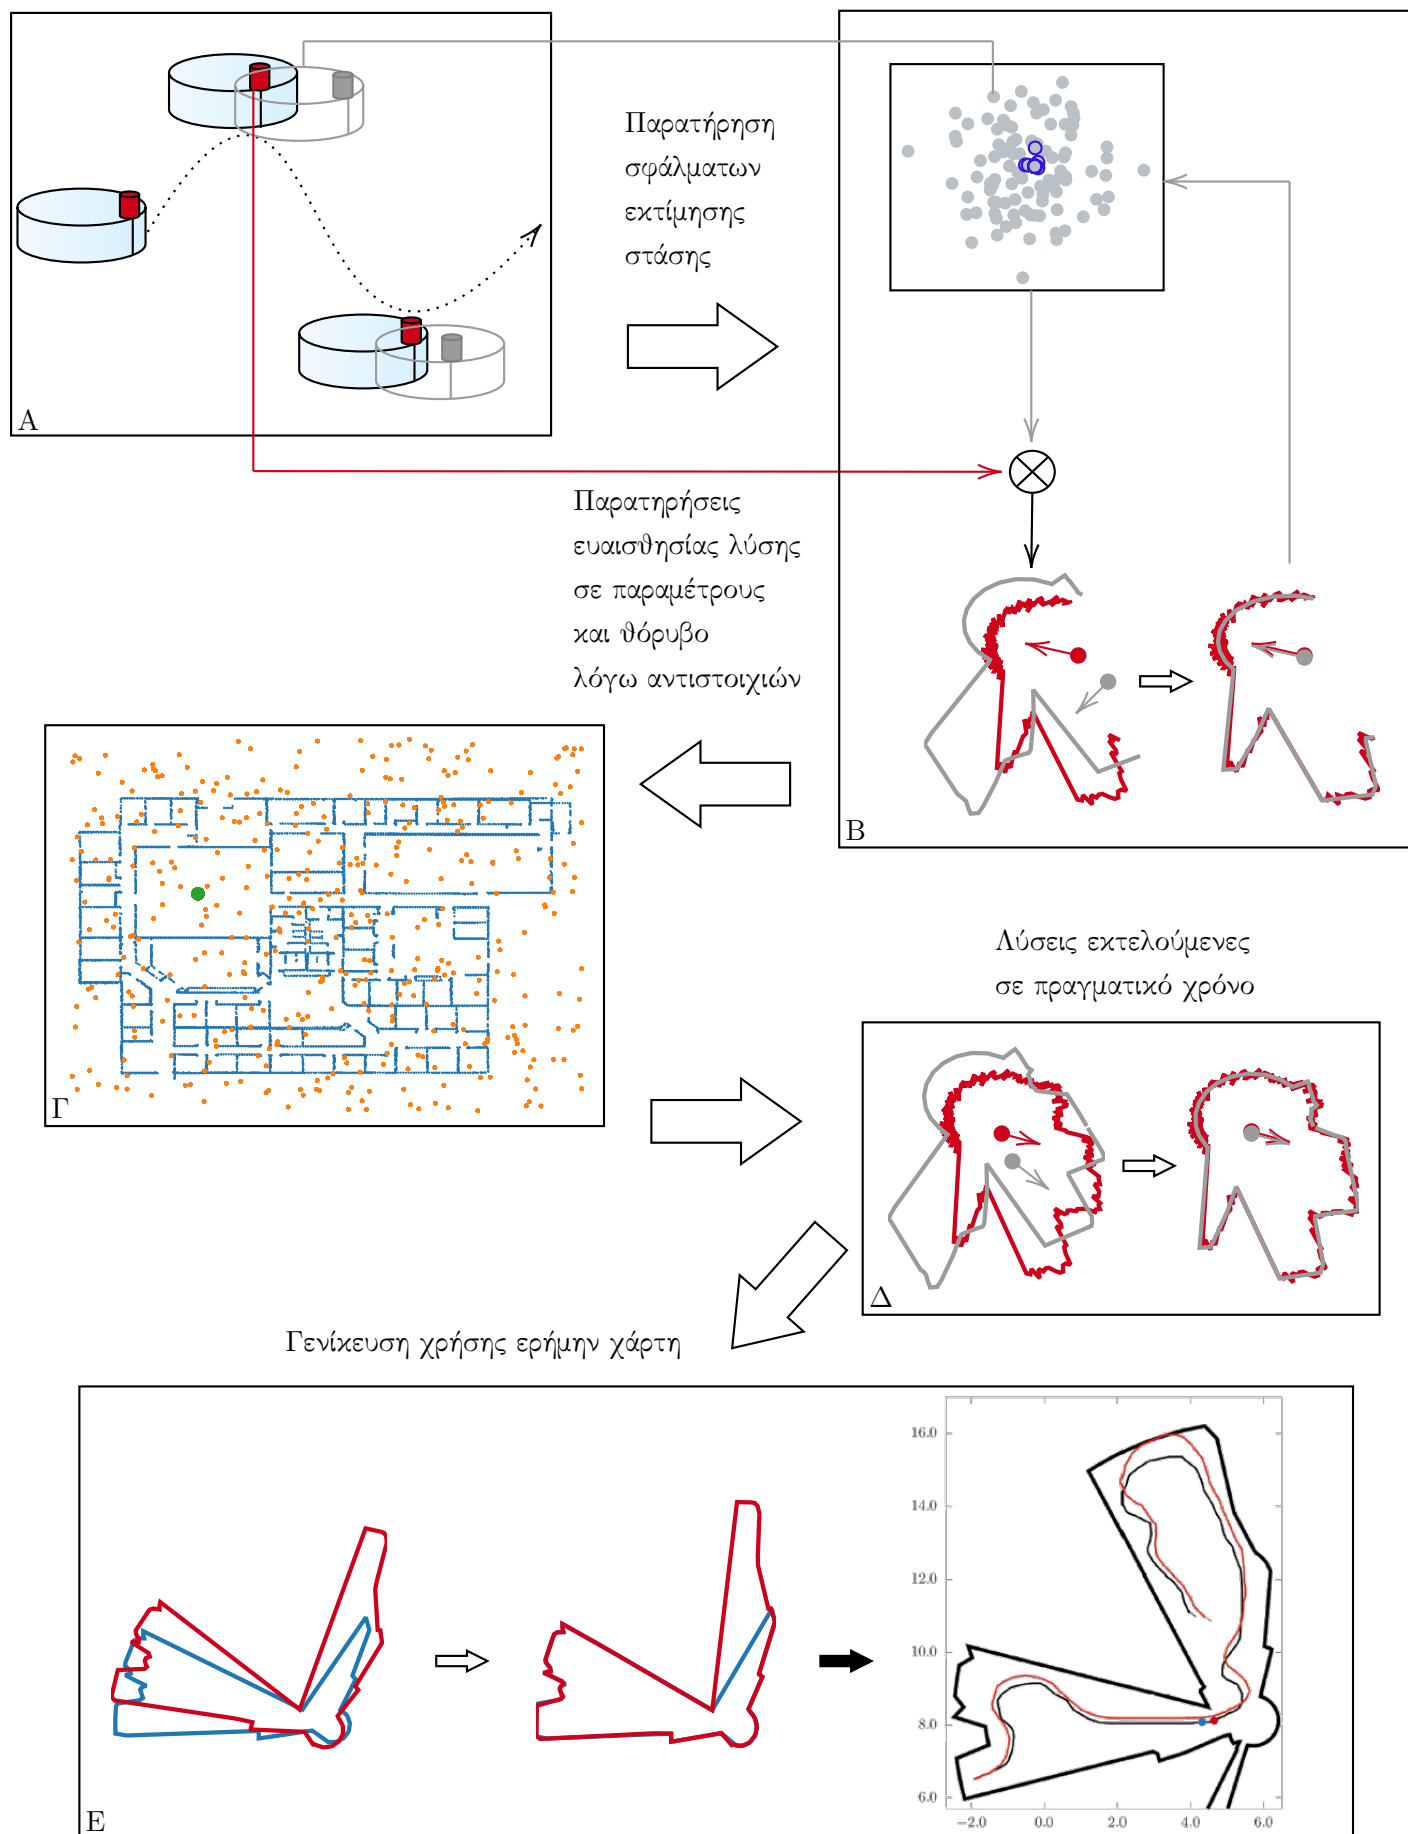 Παρατήρηση
σφάλματων
εκτίμησης
στάσης
Α
Παρατηρήσεις
ευαισθησίας λύσης
σε παραμέτρους
και θόρυβο
λόγω αντιστοιχιών
Β
Γ
Λύσεις εκτελούμενες
σε πραγματικό χρόνο
Δ
Γενίκευση χρήσης ερήμην χάρτη
16.0
14.0
12.0
10.0
8.0
6.0
−2.0 0.0 2.0 4.0 6.0
Ε